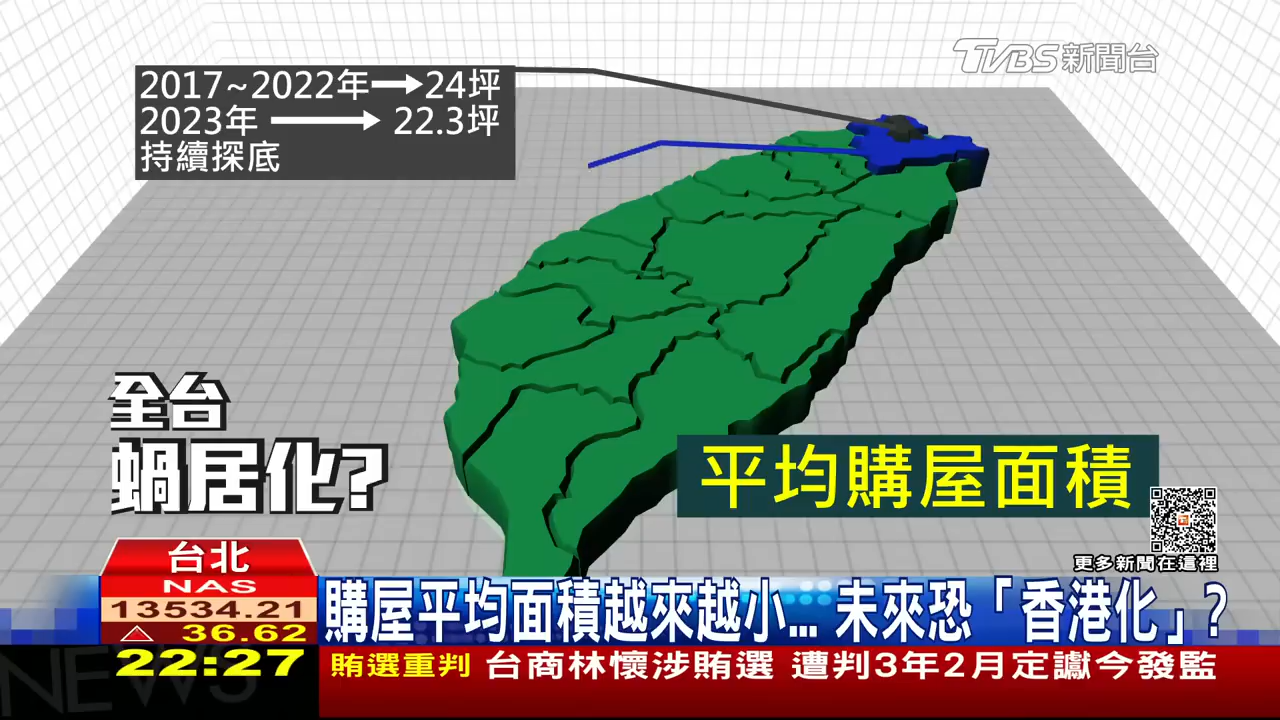 TVBS新聞台
2017~2022年→24坪
2023年→22.3坪
持續探底
全台
蝸居化?
平均購屋面積
更多新聞在這裡
台北
NAS
13534.21
36.62
22:27
購屋平均面積越來越小... 未來恐「香港化」?
賄選重判 台商林懷涉賄選 遭判3年2月定讞今發監
NEWS